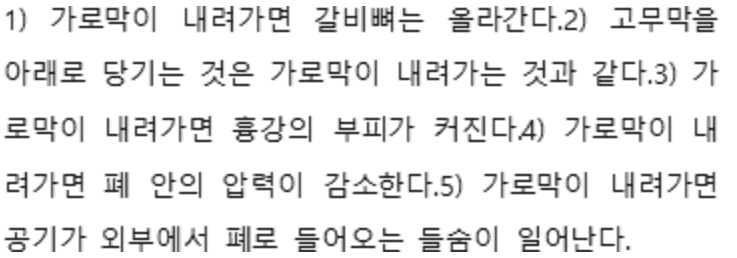 1) 가로막이 내려가면 갈비뼈는 올라간다.2) 고무막을
아래로 당기는 것은 가로막이 내려가는 것과 같다.3) 가
로막이 내려가면 흉강의 부피가 커진다.4) 가로막이 내
려가면 폐 안의 압력이 감소한다.5) 가로막이 내려가면
공기가 외부에서 폐로 들어오는 들숨이 일어난다.